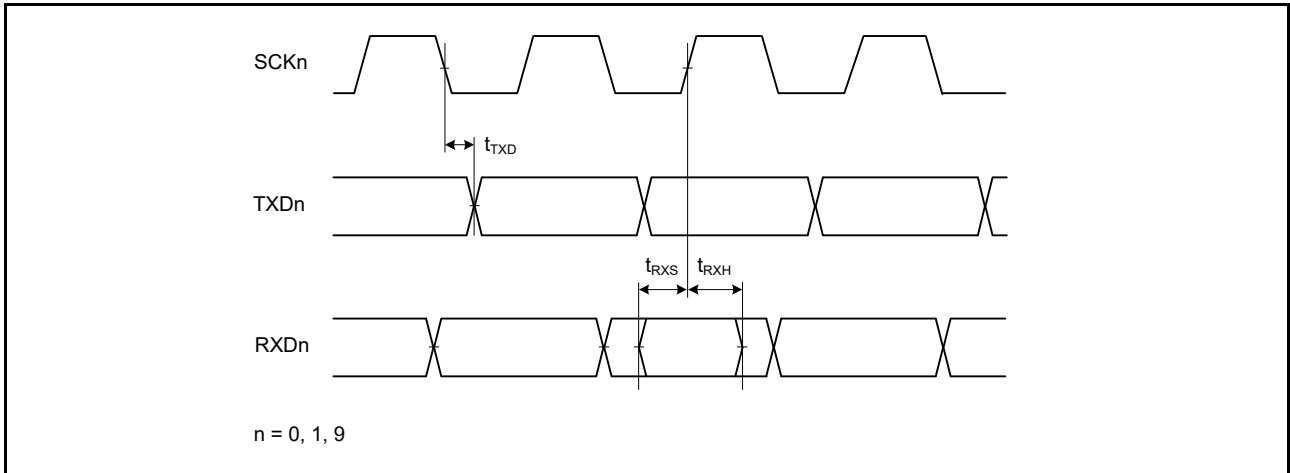 SCKn
tTXD
TXDn
tRXS tRXH
RXDn
n = 0, 1, 9